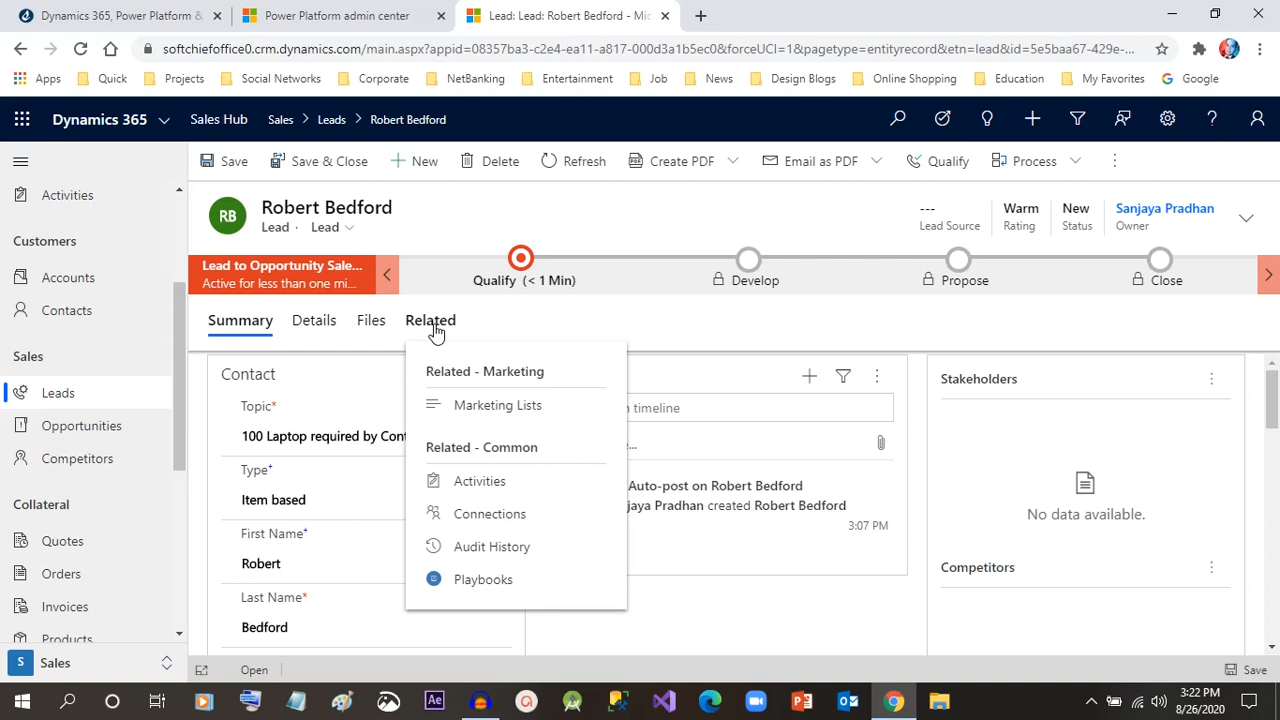 Dynamics 365, Power Platform &
Power Platform admin center
Lead: Lead: Robert Bedford - Mic
softchiefoffice0.crm.dynamics.com/main.aspx?appid=08357ba3-c2e4-ea11-a817-000d3a1b5ec0&forceUCI=1&pagetype=entityrecord&etn=lead&id=5e5baa67-429e-...
Apps Quick Projects Social Networks Corporate NetBanking Entertainment Job News Design Blogs Online Shopping Education My Favorites Google
Dynamics 365 Sales Hub Sales Leads Robert Bedford
Save Save & Close New Delete Refresh Create PDF Email as PDF Qualify Process
Activities
Customers
Accounts
Contacts
Sales
Leads
Opportunities
Competitors
Collateral
Quotes
Orders
Invoices
Products
S Sales
RB
Robert Bedford
Lead · Lead
---
Lead Source
Warm
Rating
New
Status
Sanjaya Pradhan
Owner
Lead to Opportunity Sale...
Active for less than one mi...
Qualify (< 1 Min)
Develop
Propose
Close
Summary Details Files Related
Related - Marketing
Marketing Lists
Related - Common
Activities
Connections
Audit History
Playbooks
Contact
Topic*
100 Laptop required by Cont
Type+
Item based
First Name+
Robert
Last Name*
Bedford
timeline
e...
Auto-post on Robert Bedford
jaya Pradhan created Robert Bedford
3:07 PM
Stakeholders
No data available.
Competitors
Open
Save
3:22 PM
8/26/2020